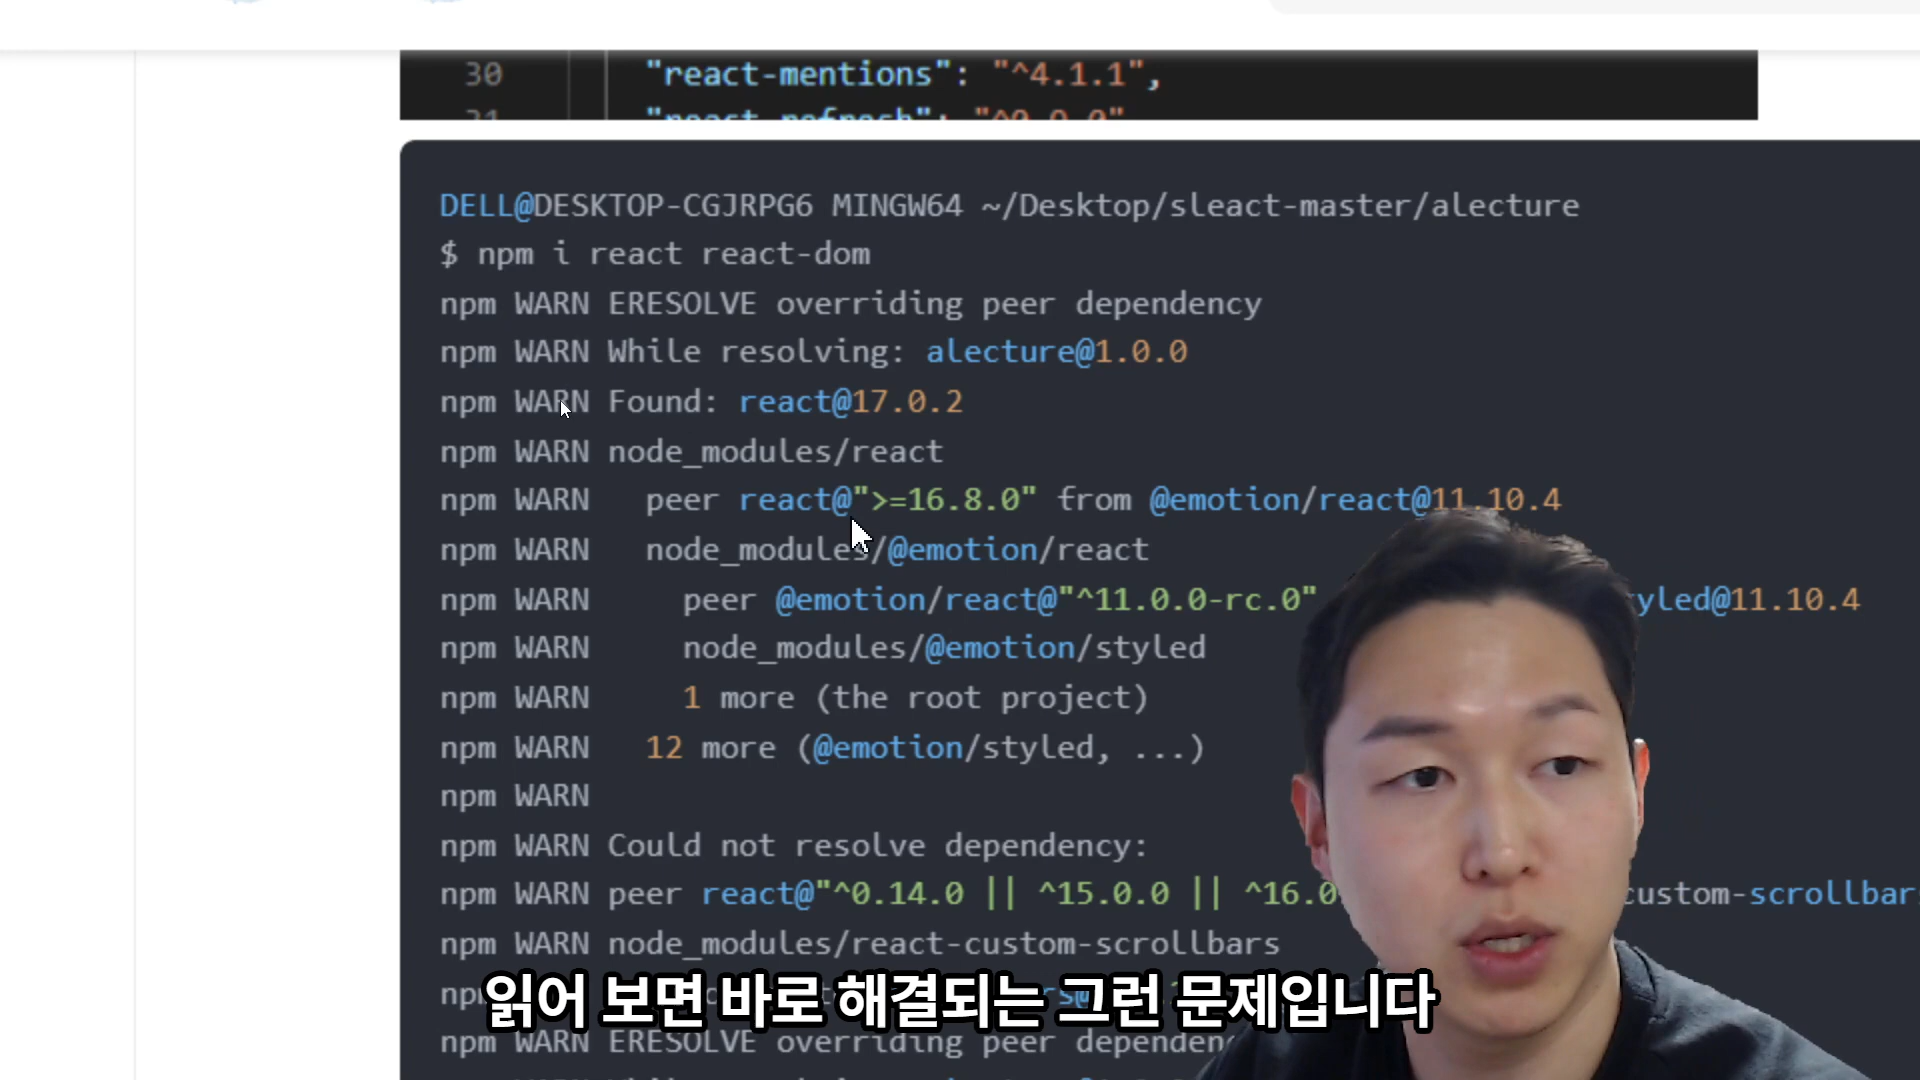 30 "react-mentions": "^4.1.1",
31 "react-refresh": "^0.9.0"
DELL@DESKTOP-CGJRPG6 MINGW64 ~/Desktop/sleact-master/alecture
$ npm i react react-dom
npm WARN ERESOLVE overriding peer dependency
npm WARN While resolving: alecture@1.0.0
npm WARN Found: react@17.0.2
npm WARN node_modules/react
npm WARN peer react@">=16.8.0" from @emotion/react@11.10.4
npm WARN node_modules/@emotion/react
npm WARN peer @emotion/react@"^11.0.0-rc.0" yled@11.10.4
npm WARN node_modules/@emotion/styled
npm WARN 1 more (the root project)
npm WARN 12 more (@emotion/styled, ...)
npm WARN
npm WARN Could not resolve dependency:
npm WARN peer react@"^0.14.0 || ^15.0.0 || ^16.0 custom-scrollbars
npm WARN node_modules/react-custom-scrollbars
읽어 보면 바로 해결되는 그런 문제입니다
npm WARN ERESOLVE overriding peer dependen